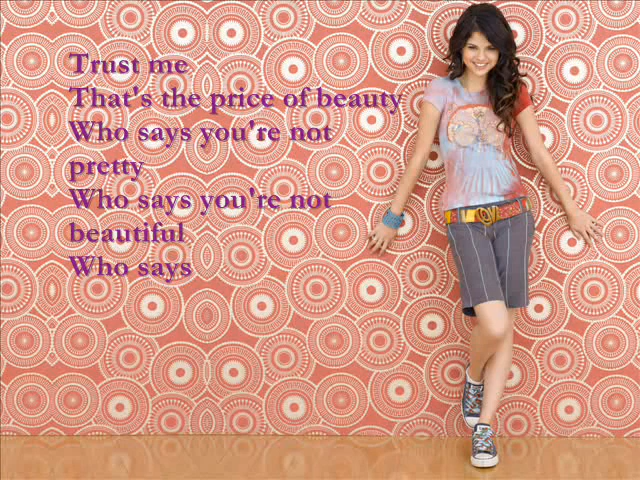 Trust me
That's the price of beauty
Who says you're not
pretty
Who says you're not
beautiful
Who says